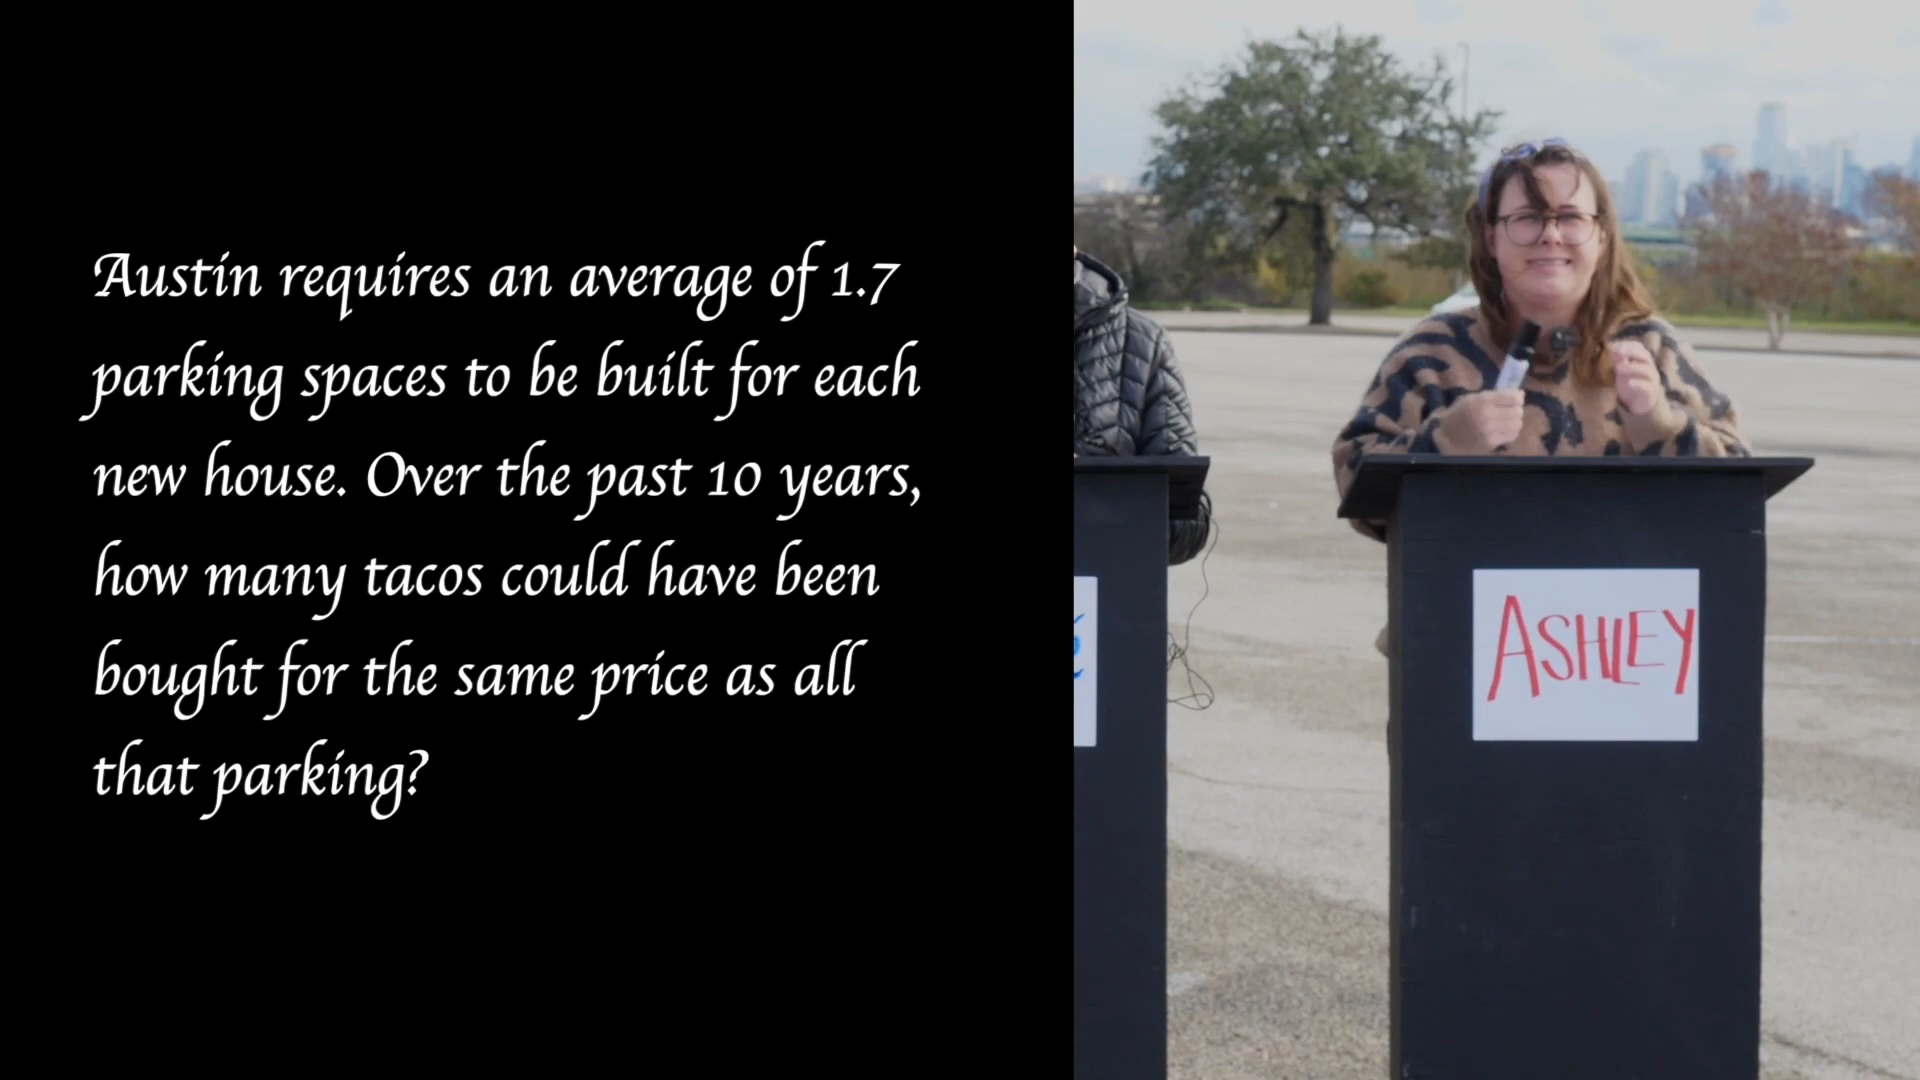 Austin requires an average of 1.7
parking spaces to be built for each
new house. Over the past 10 years,
how many tacos could have been
bought for the same price as all
that parking?
ASHLEY